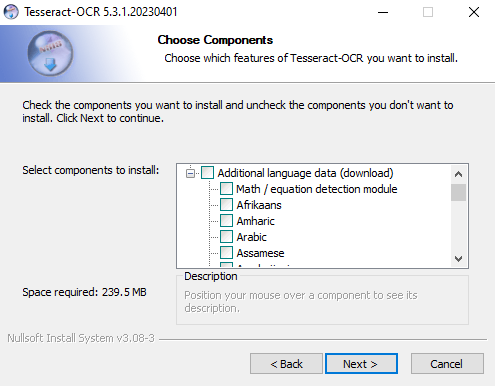 Tesseract-OCR 5.3.1.20230401
Choose Components
Choose which features of Tesseract-OCR you want to install.
Check the components you want to install and uncheck the components you don't want to
install. Click Next to continue.
Select components to install:
Additional language data (download)
Math / equation detection module
Afrikaans
Amharic
Arabic
Assamese
Space required: 239.5 MB
Description
Position your mouse over a component to see its
description.
Nullsoft Install System v3.08-3
< Back
Next >
Cancel